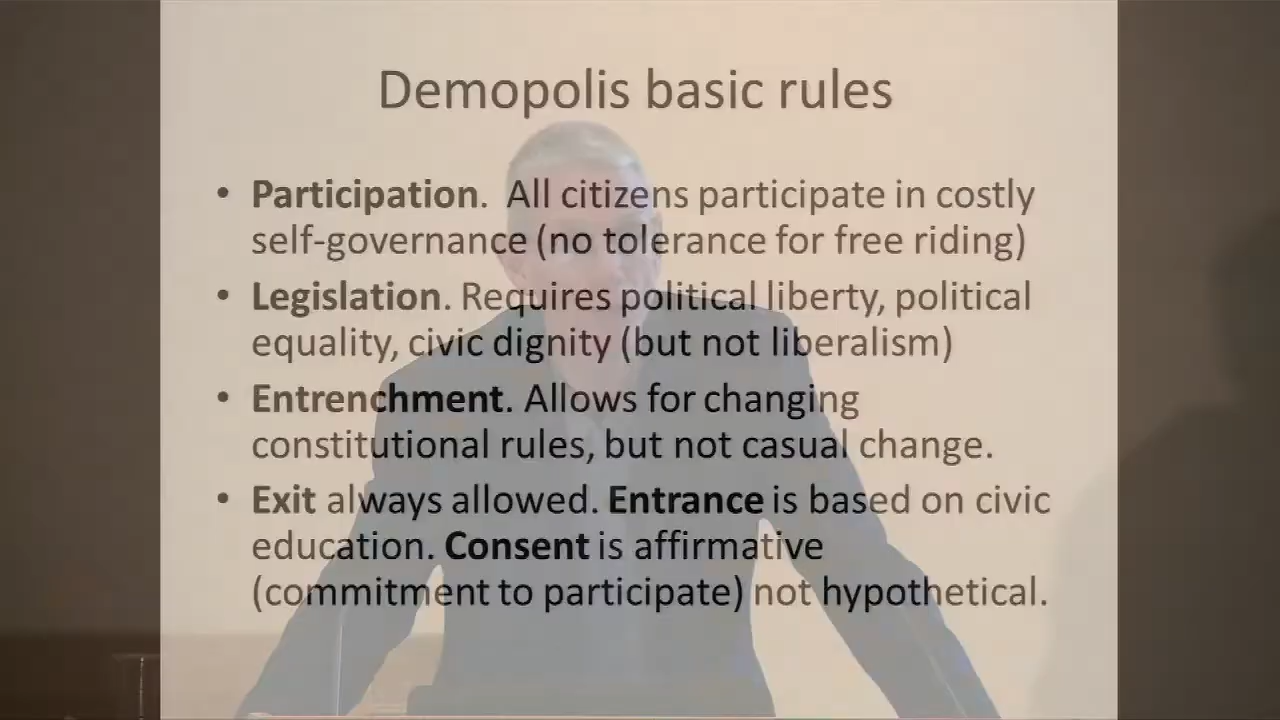 Demopolis basic rules
• Participation. All citizens participate in costly
self-governance (no tolerance for free riding)
• Legislation. Requires political liberty, political
equality, civic dignity (but not liberalism)
• Entrenchment. Allows for changing
constitutional rules, but not casual change.
• Exit always allowed. Entrance is based on civic
education. Consent is affirmative
(commitment to participate) not hypothetical.